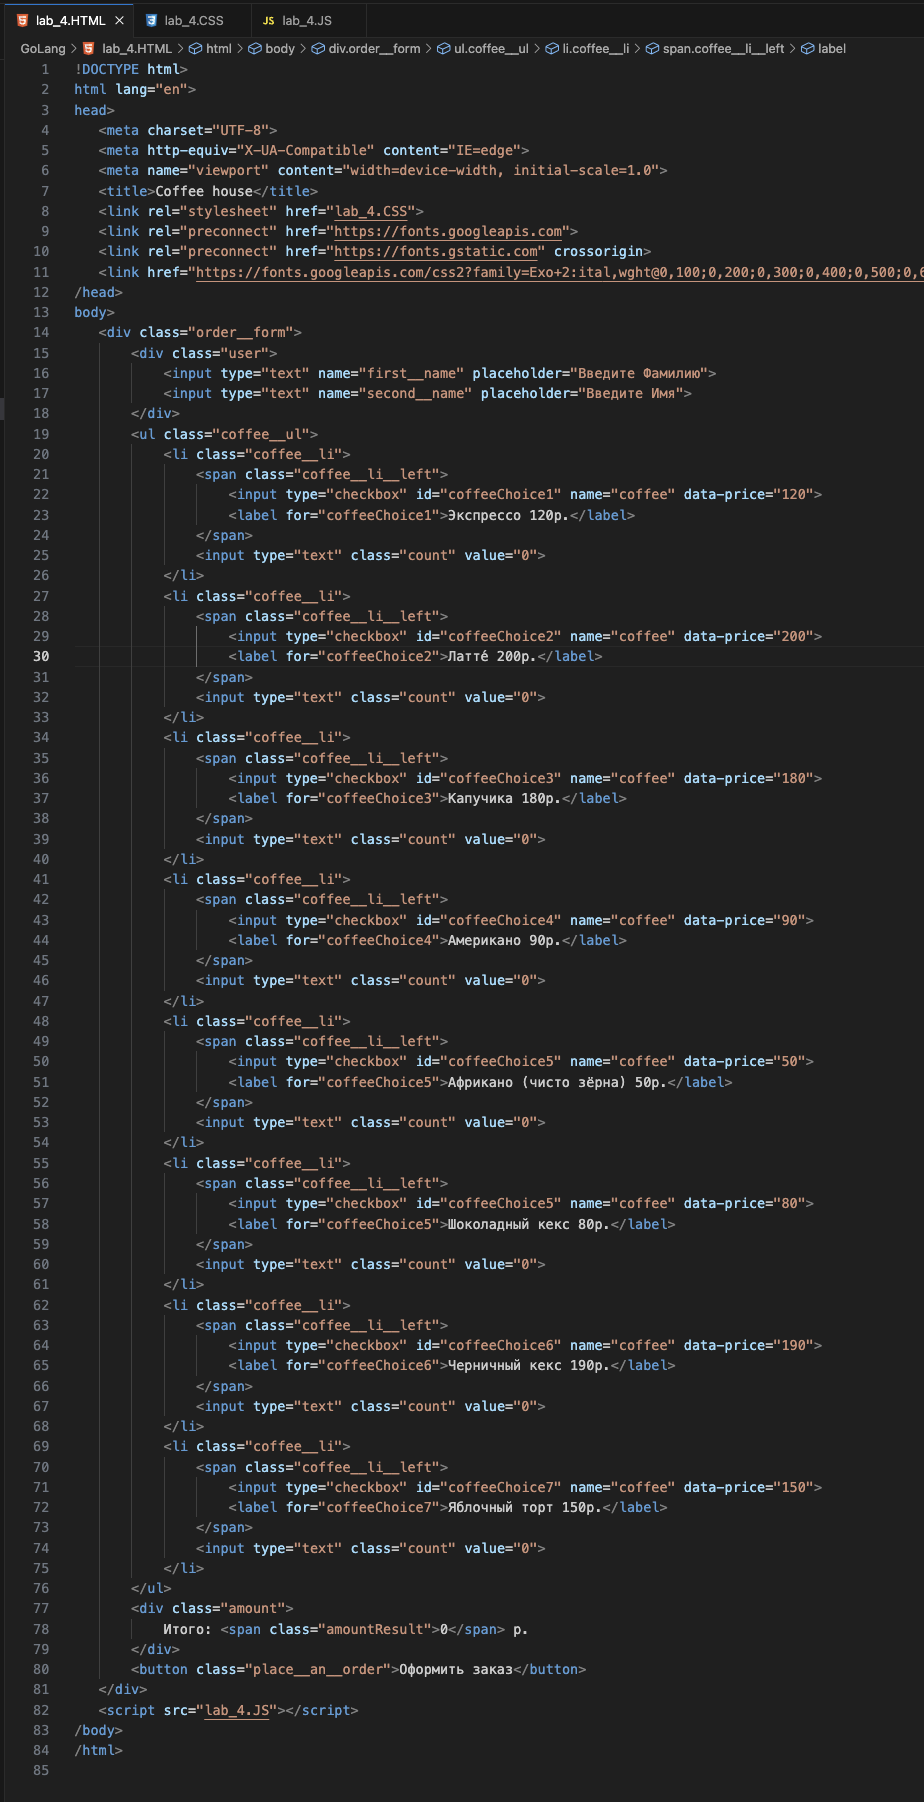 lab_4.HTML × lab_4.CSS JS lab_4.JS
GoLang > lab_4.HTML > html > body > div.order__form > ul.coffee__ul > li.coffee__li > span.coffee__li__left > label
1 !DOCTYPE html>
2 html lang="en">
3 head>
4 <meta charset="UTF-8">
5 <meta http-equiv="X-UA-Compatible" content="IE=edge">
6 <meta name="viewport" content="width=device-width, initial-scale=1.0">
7 <title>Coffee house</title>
8 <link rel="stylesheet" href="lab_4.CSS">
9 <link rel="preconnect" href="https://fonts.googleapis.com">
10 <link rel="preconnect" href="https://fonts.gstatic.com" crossorigin>
11 <link href="https://fonts.googleapis.com/css2?family=Exo+2:ital,wght@0,100;0,200;0,300;0,400;0,500;0,6
12 /head>
13 body>
14 <div class="order__form">
15 <div class="user">
16 <input type="text" name="first__name" placeholder="Введите Фамилию">
17 <input type="text" name="second__name" placeholder="Введите Имя">
18 </div>
19 <ul class="coffee__ul">
20 <li class="coffee__li">
21 <span class="coffee__li__left">
22 <input type="checkbox" id="coffeeChoice1" name="coffee" data-price="120">
23 <label for="coffeeChoice1">Экспрессо 120р.</label>
24 </span>
25 <input type="text" class="count" value="0">
26 </li>
27 <li class="coffee__li">
28 <span class="coffee__li__left">
29 <input type="checkbox" id="coffeeChoice2" name="coffee" data-price="200">
30 <label for="coffeeChoice2">Латтé 200р.</label>
31 </span>
32 <input type="text" class="count" value="0">
33 </li>
34 <li class="coffee__li">
35 <span class="coffee__li__left">
36 <input type="checkbox" id="coffeeChoice3" name="coffee" data-price="180">
37 <label for="coffeeChoice3">Капучика 180р.</label>
38 </span>
39 <input type="text" class="count" value="0">
40 </li>
41 <li class="coffee__li">
42 <span class="coffee__li__left">
43 <input type="checkbox" id="coffeeChoice4" name="coffee" data-price="90">
44 <label for="coffeeChoice4">Американо 90р.</label>
45 </span>
46 <input type="text" class="count" value="0">
47 </li>
48 <li class="coffee__li">
49 <span class="coffee__li__left">
50 <input type="checkbox" id="coffeeChoice5" name="coffee" data-price="50">
51 <label for="coffeeChoice5">Африкано (чисто зёрна) 50р.</label>
52 </span>
53 <input type="text" class="count" value="0">
54 </li>
55 <li class="coffee__li">
56 <span class="coffee__li__left">
57 <input type="checkbox" id="coffeeChoice5" name="coffee" data-price="80">
58 <label for="coffeeChoice5">Шоколадный кекс 80р.</label>
59 </span>
60 <input type="text" class="count" value="0">
61 </li>
62 <li class="coffee__li">
63 <span class="coffee__li__left">
64 <input type="checkbox" id="coffeeChoice6" name="coffee" data-price="190">
65 <label for="coffeeChoice6">Черничный кекс 190р.</label>
66 </span>
67 <input type="text" class="count" value="0">
68 </li>
69 <li class="coffee__li">
70 <span class="coffee__li__left">
71 <input type="checkbox" id="coffeeChoice7" name="coffee" data-price="150">
72 <label for="coffeeChoice7">Яблочный торт 150р.</label>
73 </span>
74 <input type="text" class="count" value="0">
75 </li>
76 </ul>
77 <div class="amount">
78 Итого: <span class="amountResult">0</span> р.
79 </div>
80 <button class="place__an__order">Оформить заказ</button>
81 </div>
82 <script src="lab_4.JS"></script>
83 /body>
84 /html>
85